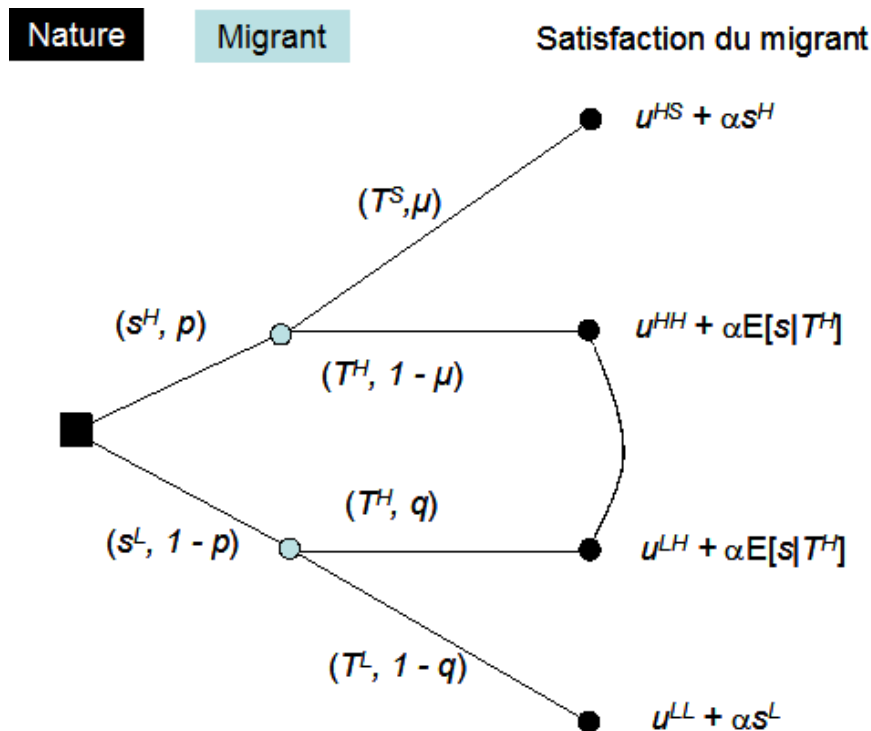 Nature Migrant Satisfaction du migrant
u^HS + αs^H
(T^S,μ)
(s^H, p)
u^HH + αE[s|T^H]
(T^H, 1 - μ)
(T^H, q)
(s^L, 1 - p)
u^LH + αE[s|T^H]
(T^L, 1 - q)
u^LL + αs^L